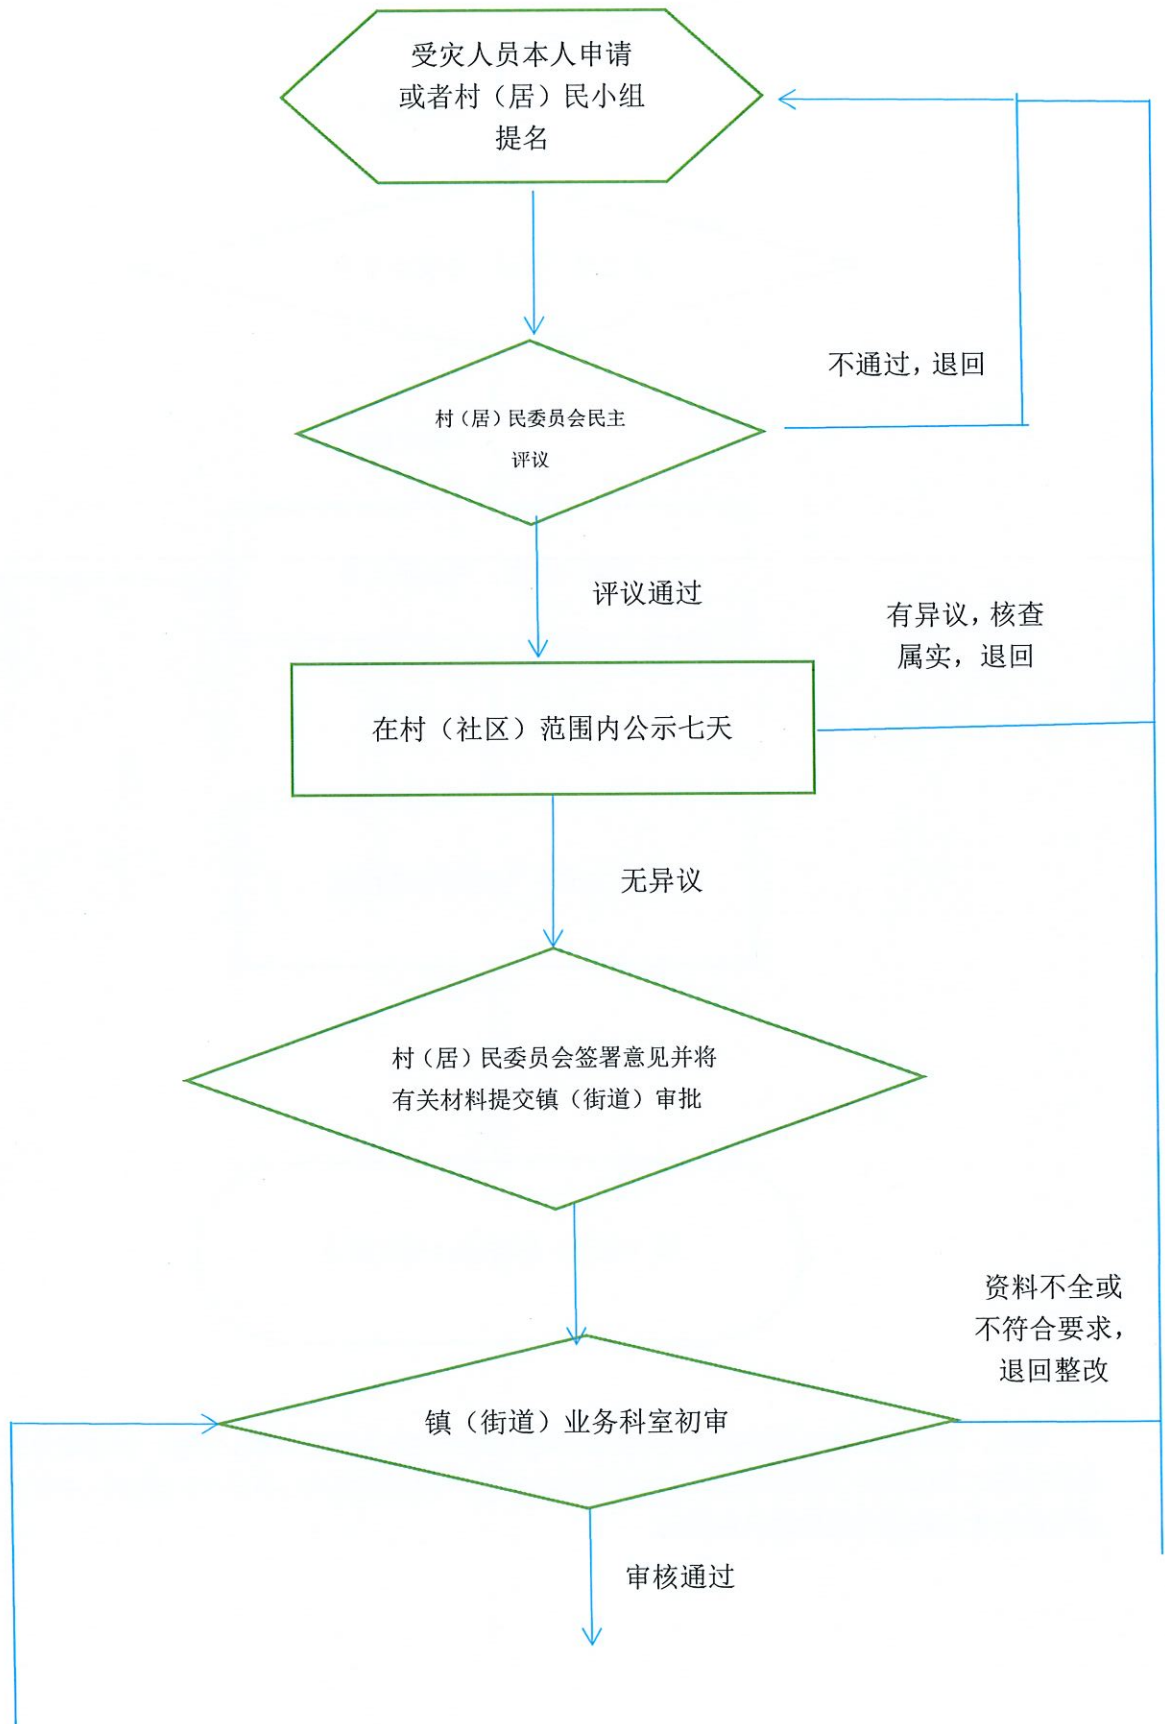 受灾人员本人申请
或者村（居）民小组
提名
不通过，退回
村（居）民委员会民主
评议
评议通过
有异议，核查
属实，退回
在村（社区）范围内公示七天
无异议
村（居）民委员会签署意见并将
有关材料提交镇（街道）审批
资料不全或
不符合要求，
退回整改
镇（街道）业务科室初审
审核通过